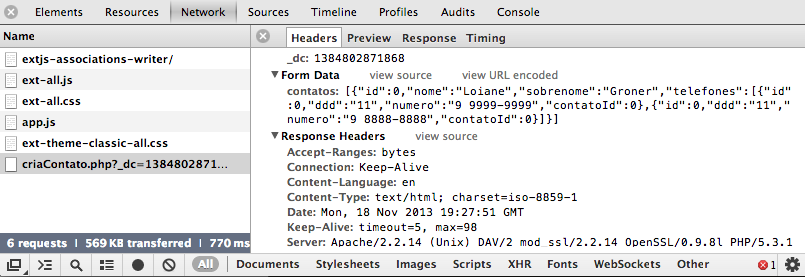 Elements Resources Network Sources Timeline Profiles Audits Console
Name
extjs-associations-writer/
ext-all.js
ext-all.css
app.js
ext-theme-classic-all.css
criaContato.php?_dc=1384802871...
6 requests | 569 KB transferred | 770 ms
Headers Preview Response Timing
_dc: 1384802871868
Form Data view source view URL encoded
contatos: [{"id":0,"nome":"Loiane","sobrenome":"Groner","telefones":[{"id"
:0,"ddd":"11","numero":"9 9999-9999","contatoId":0},{"id":0,"ddd":"11","
numero":"9 8888-8888","contatoId":0}]}]
Response Headers view source
Accept-Ranges: bytes
Connection: Keep-Alive
Content-Language: en
Content-Type: text/html; charset=iso-8859-1
Date: Mon, 18 Nov 2013 19:27:51 GMT
Keep-Alive: timeout=5, max=98
Server: Apache/2.2.14 (Unix) DAV/2 mod_ssl/2.2.14 OpenSSL/0.9.8l PHP/5.3.1
All Documents Stylesheets Images Scripts XHR Fonts WebSockets Other 1